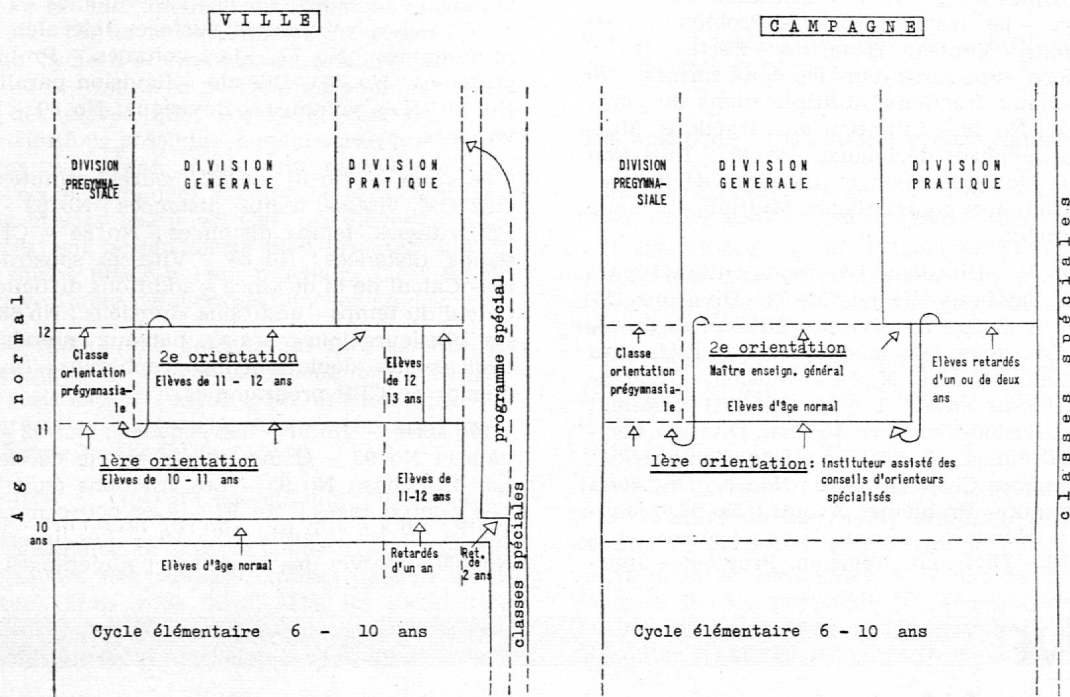 VILLE
DIVISION
PREGYMNA-
SIALE
DIVISION
GENERALE
DIVISION
PRATIQUE
Age normal
12
11
10
ans
Classe
orientation
prégymnasia-
le
2e orientation
Elèves de 11 - 12 ans
Elèves
de 12
13 ans
1ère orientation
Elèves de 10 - 11 ans
Elèves de
11-12 ans
Elèves d'âge normal
Retardés
d'un an
Ret.
de
2 ans
Cycle élémentaire 6 - 10 ans
programme spécial
classes spéciales
CAMPAGNE
DIVISION
PREGYMNA-
SIALE
DIVISION
GENERALE
DIVISION
PRATIQUE
Classe
orientation
prégymnasia-
le
2e orientation
Maître enseign. général
Elèves d'âge normal
Elèves retardés
d'un ou de deux
ans
1ère orientation: instituteur assisté des
conseils d'orienteurs
spécialisés
Cycle élémentaire 6 - 10 ans
classes spéciales